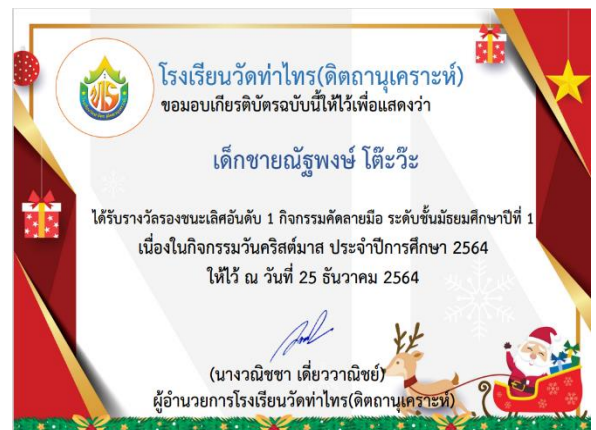 โรงเรียนวัดท่าไทร(ดิตถานุเคราะห์)
ขอมอบเกียรติบัตรฉบับนี้ให้ไว้เพื่อแสดงว่า
เด็กชายณัฐพงษ์ โต๊ะว๊ะ
ได้รับรางวัลรองชนะเลิศอันดับ 1 กิจกรรมคัดลายมือ ระดับชั้นมัธยมศึกษาปีที่ 1
เนื่องในกิจกรรมวันคริสต์มาส ประจำปีการศึกษา 2564
ให้ไว้ ณ วันที่ 25 ธันวาคม 2564
(นางวณิชชา เดี่ยววาณิชย์)
ผู้อำนวยการโรงเรียนวัดท่าไทร(ดิตถานุเคราะห์)